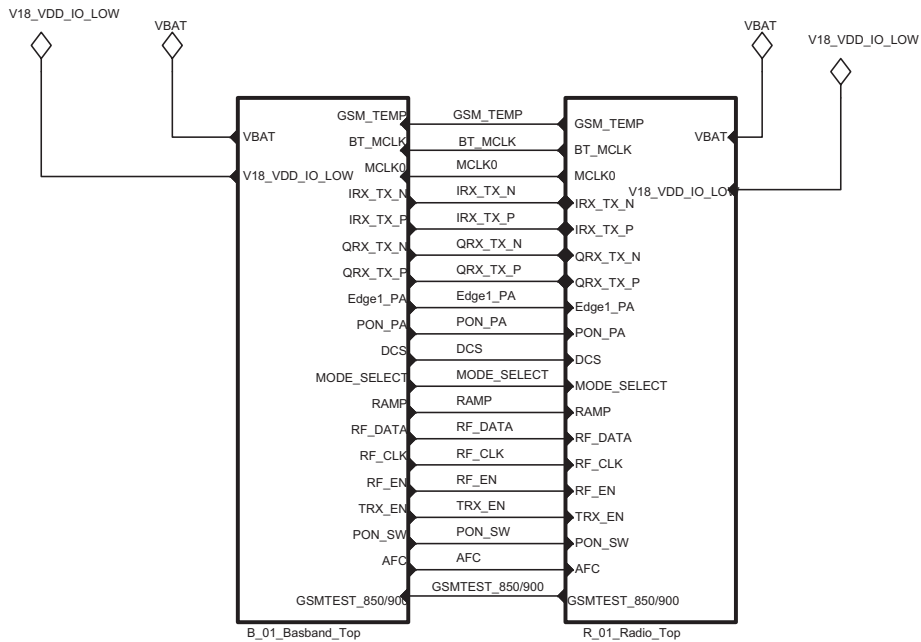 V18_VDD_IO_LOW
VBAT
VBAT
V18_VDD_IO_LOW
VBAT
V18_VDD_IO_LOW
GSM_TEMP
BT_MCLK
MCLK0
IRX_TX_N
IRX_TX_P
QRX_TX_N
QRX_TX_P
Edge1_PA
PON_PA
DCS
MODE_SELECT
RAMP
RF_DATA
RF_CLK
RF_EN
TRX_EN
PON_SW
AFC
GSMTEST_850/900
B_01_Basband_Top
GSM_TEMP
BT_MCLK
MCLK0
IRX_TX_N
IRX_TX_P
QRX_TX_N
QRX_TX_P
Edge1_PA
PON_PA
DCS
MODE_SELECT
RAMP
RF_DATA
RF_CLK
RF_EN
TRX_EN
PON_SW
AFC
GSMTEST_850/900
GSM_TEMP
BT_MCLK
MCLK0
IRX_TX_N
IRX_TX_P
QRX_TX_N
QRX_TX_P
Edge1_PA
PON_PA
DCS
MODE_SELECT
RAMP
RF_DATA
RF_CLK
RF_EN
TRX_EN
PON_SW
AFC
GSMTEST_850/900
VBAT
V18_VDD_IO_LOW
R_01_Radio_Top